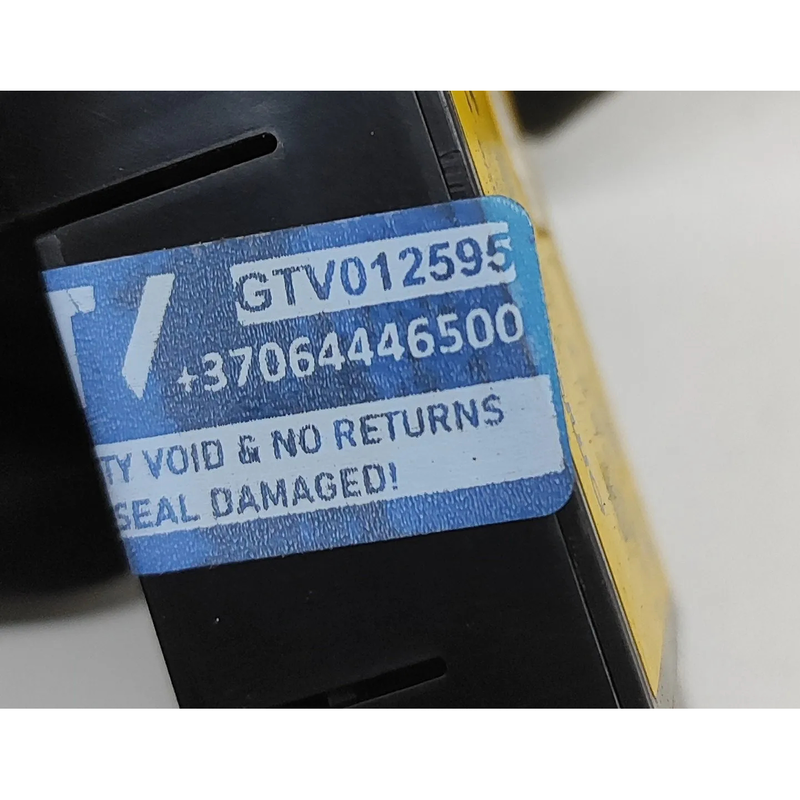 GTV012595
+37064446500
TY VOID & NO RETURNS
SEAL DAMAGED!